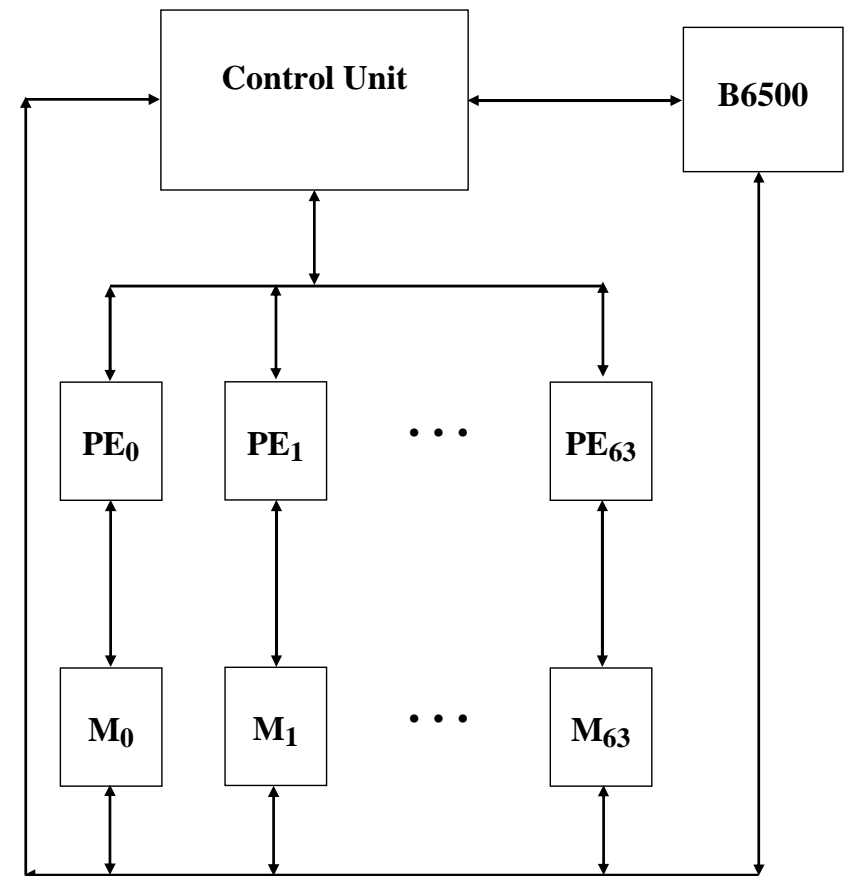 Control Unit
B6500
PE0
PE1
. . .
PE63
M0
M1
. . .
M63